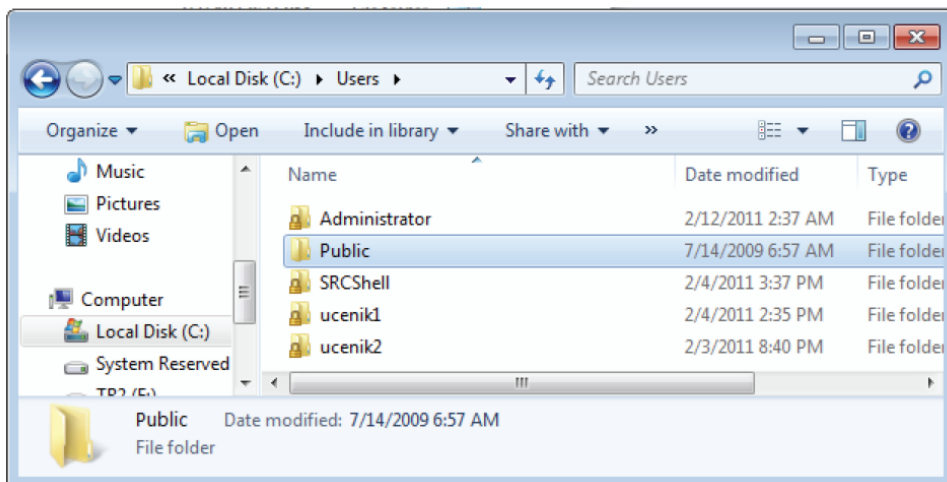 « Local Disk (C:) ▸ Users ▸ Search Users
Organize Open Include in library Share with »
Music
Pictures
Videos
Computer
Local Disk (C:)
System Reserved
Name Date modified Type
Administrator 2/12/2011 2:37 AM File folder
Public 7/14/2009 6:57 AM File folder
SRCShell 2/4/2011 3:37 PM File folder
ucenik1 2/4/2011 2:35 PM File folder
ucenik2 2/3/2011 8:40 PM File folder
Public Date modified: 7/14/2009 6:57 AM
File folder